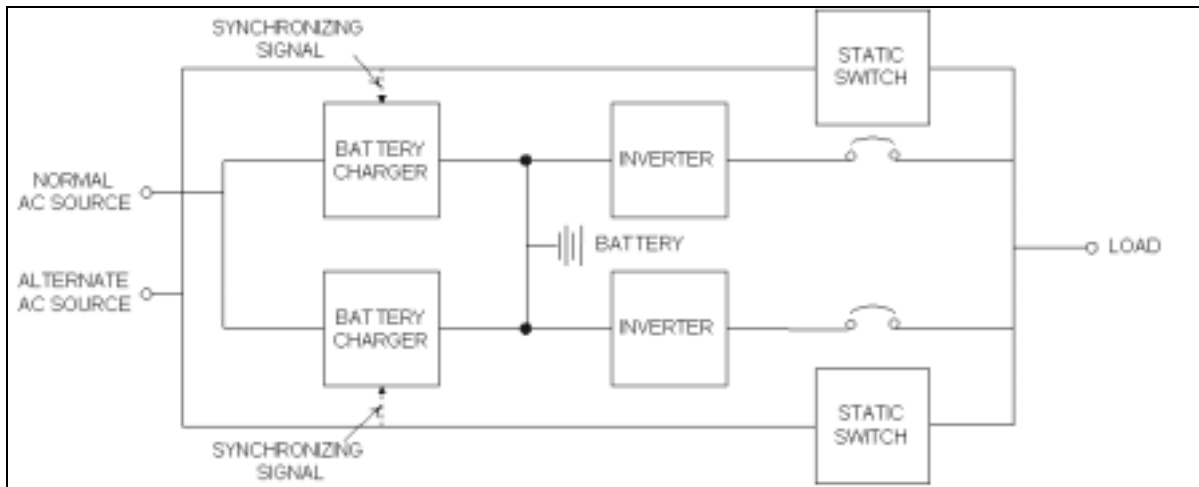 SYNCHRONIZING
SIGNAL
STATIC
SWITCH
BATTERY
CHARGER
INVERTER
NORMAL
AC SOURCE
BATTERY
LOAD
ALTERNATE
AC SOURCE
BATTERY
CHARGER
INVERTER
STATIC
SWITCH
SYNCHRONIZING
SIGNAL